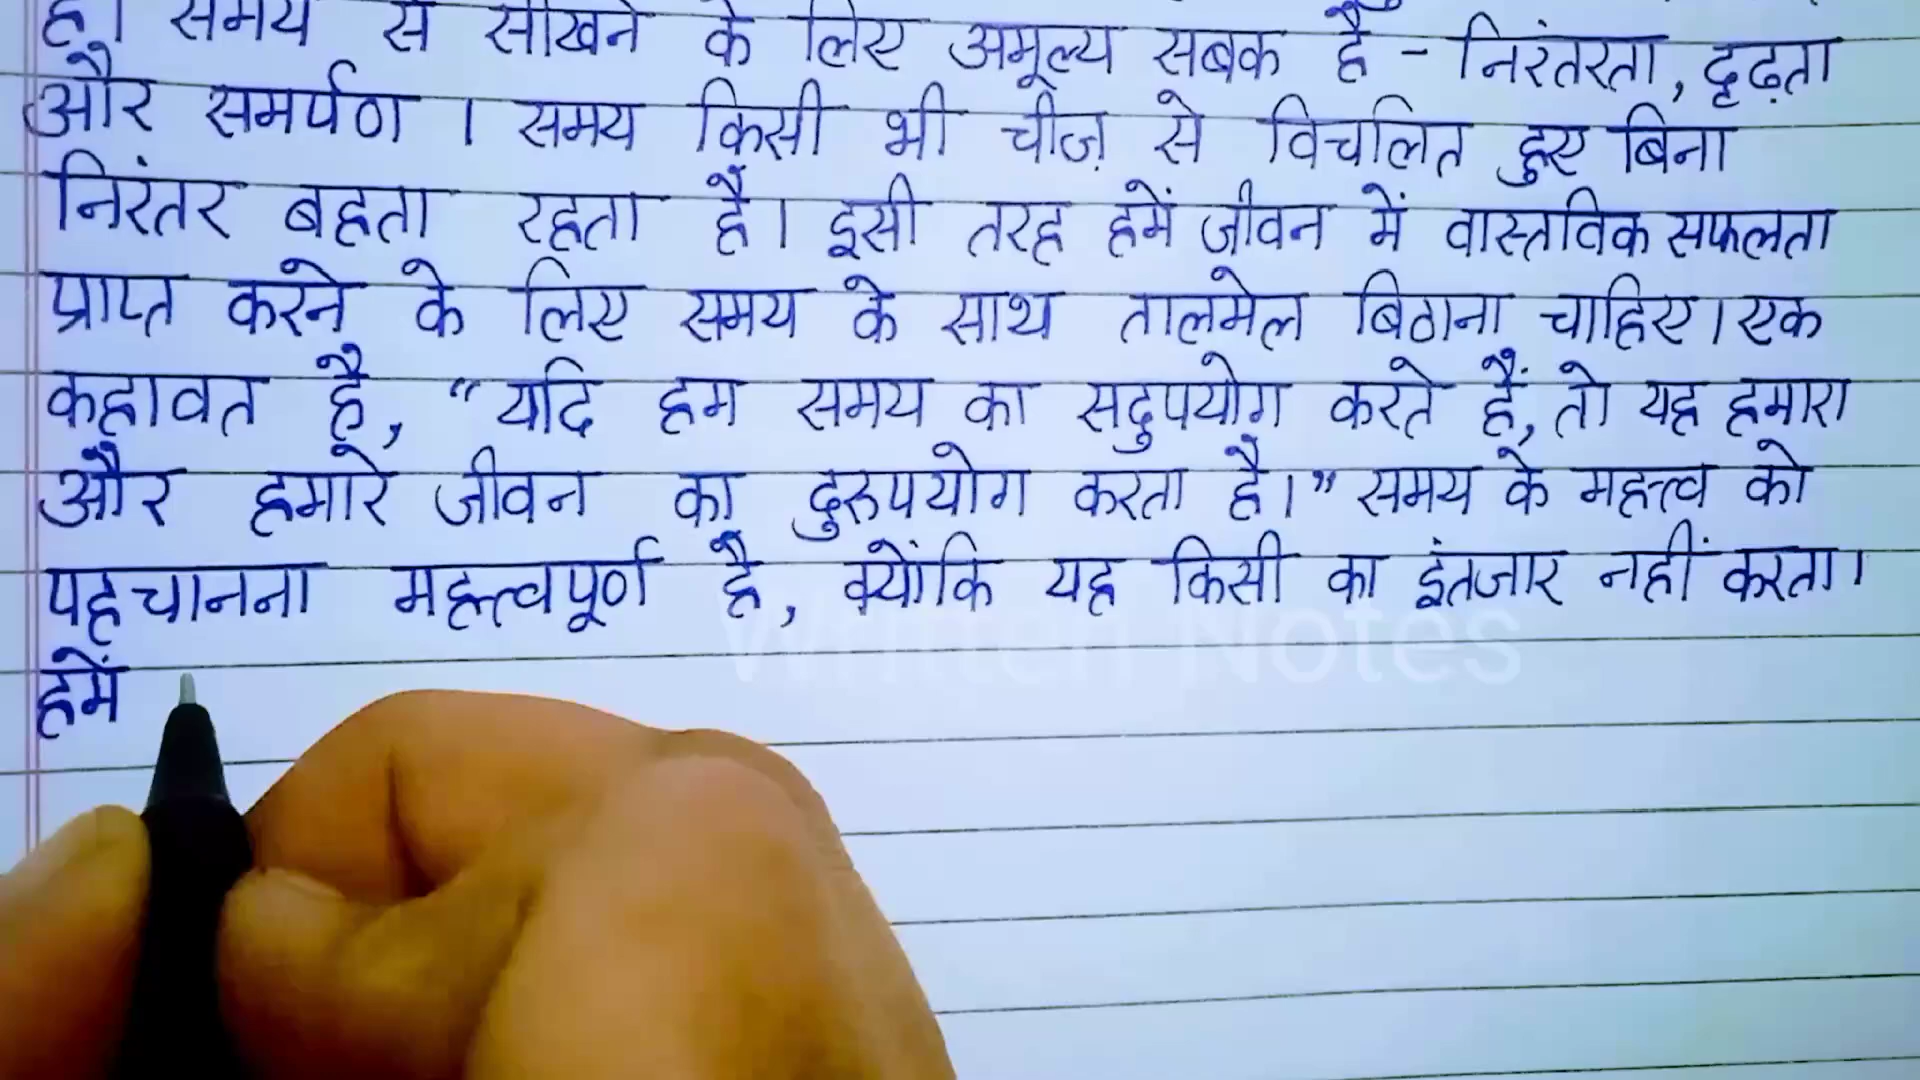 है। समय से सीखने के लिए अमूल्य सबक है - निरंतरता, दृढ़ता
और समर्पण । समय किसी भी चीज़ से विचलित हुए बिना
निरंतर बहता रहता है। इसी तरह हमें जीवन में वास्तविक सफलता
प्राप्त करने के लिए समय के साथ तालमेल बिठाना चाहिए। एक
कहावत है, “यदि हम समय का सदुपयोग करते हैं, तो यह हमारा
और हमारे जीवन का दुरुपयोग करता है।” समय के महत्त्व को
पहचानना महत्त्वपूर्ण है, क्योंकि यह किसी का इंतजार नहीं करता।
Written Notes
हमें